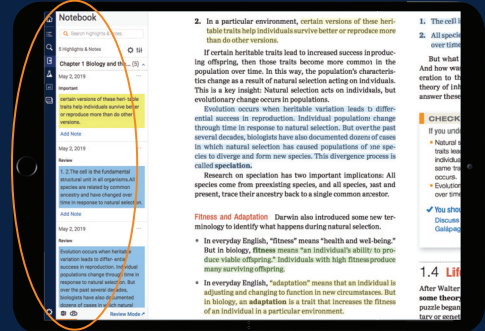 Notebook
Search highlights & notes
5 Highlights & Notes
Chapter 1 Biology and the... (5)
May 2, 2019
Important
certain versions of these heri-table
traits help individuals survive better
or reproduce more than do other
versions.
Add Note
May 2, 2019
Review
1. 2. The cell is the fundamental
structural unit in all organisms.All
species are related by common
ancestry and have changed over
time in response to natural selection.
Add Note
May 2, 2019
Review
Evolution occurs when heritable
variation leads to differ-ential
success in reproduction. Individual
populations change through time in
response to natural selection. But
over the past several decades,
biologists have also documented
dozens of cases in which natural
Review Mode
2. In a particular environment, certain versions of these heri-
table traits help individuals survive better or reproduce more
than do other versions.
If certain heritable traits lead to increased success in produc-
ing offspring, then those traits become more common in the
population over time. In this way, the population's characteris-
tics change as a result of natural selection acting on individuals.
This is a key insight: Natural selection acts on individuals, but
evolutionary change occurs in populations.
Evolution occurs when heritable variation leads to differ-
ential success in reproduction. Individual populations change
through time in response to natural selection. But over the past
several decades, biologists have also documented dozens of cases
in which natural selection has caused populations of one spe-
cies to diverge and form new species. This divergence process is
called speciation.
Research on speciation has two important implications: All
species come from preexisting species, and all species, past and
present, trace their ancestry back to a single common ancestor.
Fitness and Adaptation Darwin also introduced some new ter-
minology to identify what happens during natural selection.
• In everyday English, "fitness" means "health and well-being."
But in biology, fitness means "an individual's ability to pro-
duce viable offspring." Individuals with high fitness produce
many surviving offspring.
• In everyday English, "adaptation" means that an individual is
adjusting and changing to function in new circumstances. But
in biology, an adaptation is a trait that increases the fitness
of an individual in a particular environment.
1. The cell i
2. All specie
over time
But what
And how wa
eration to th
theory of inh
answer these
CHECK
If you unde
• Natural s
traits lea
individua
same tra
occurs.
• Evolution
over time
You shou
Discuss
Galápag
1.4 Life
After Walter
some theory
puzzle began
tary or genet